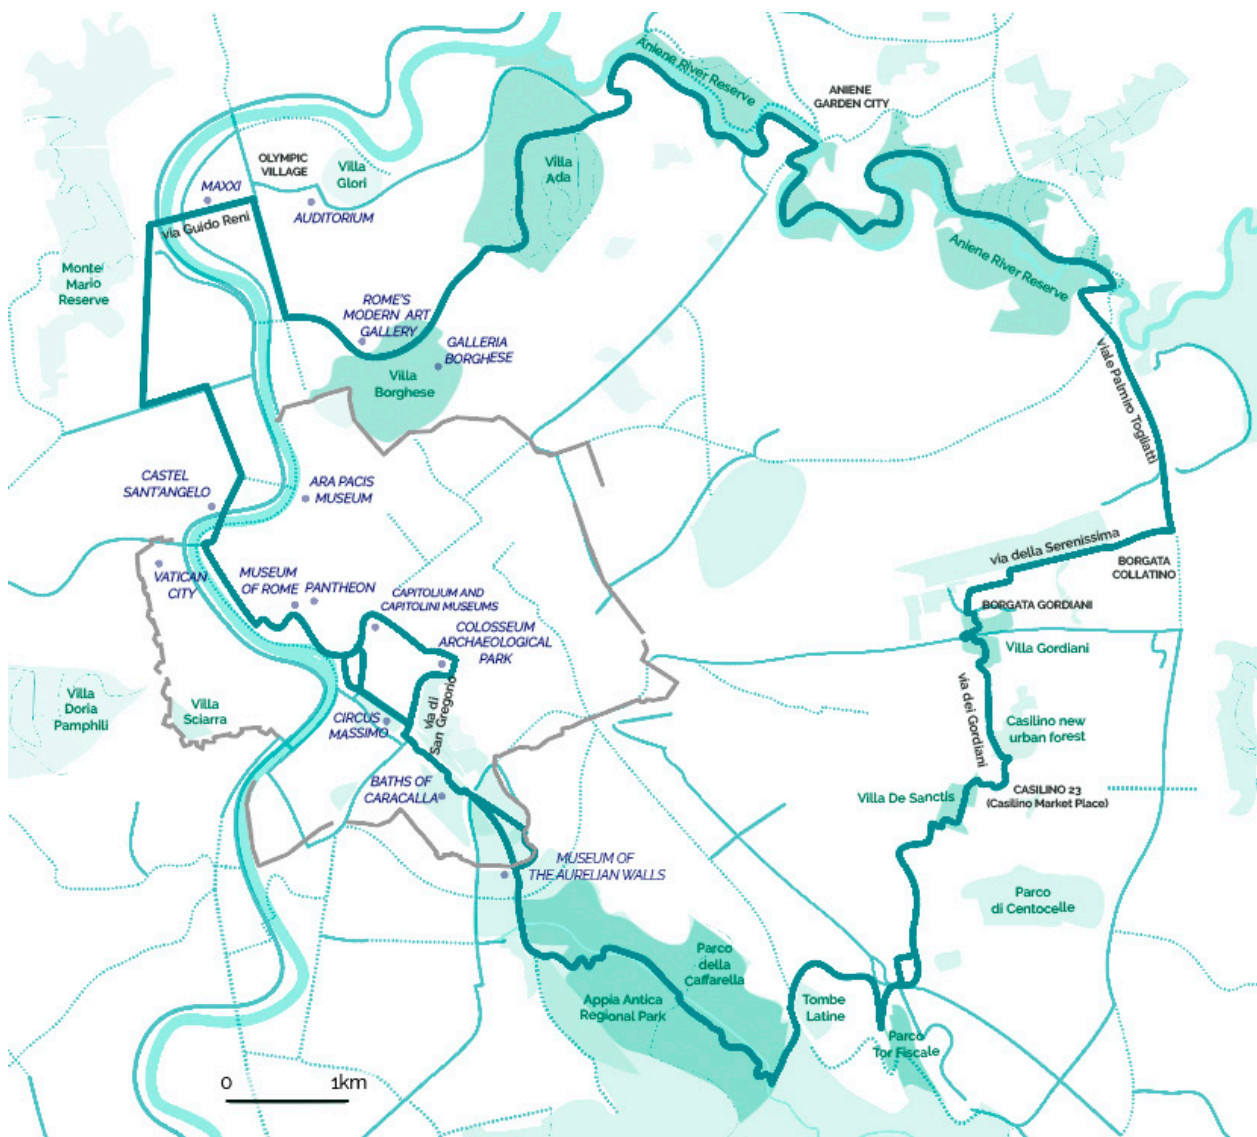 Aniene River Reserve
ANIENE
GARDEN CITY
OLYMPIC
VILLAGE
Villa
Glori
Villa
Ada
MAXXI
AUDITORIUM
via Guido Reni
Aniene River Reserve
Monte
Mario
Reserve
ROME'S
MODERN ART
GALLERY
GALLERIA
BORGHESE
Villa
Borghese
viale Palmiro Togliatti
CASTEL
SANT'ANGELO
ARA PACIS
MUSEUM
via della Serenissima
BORGATA
COLLATINO
VATICAN
CITY
MUSEUM
OF ROME
PANTHEON
CAPITOLIUM AND
CAPITOLINI MUSEUMS
BORGATA GORDIANI
COLOSSEUM
ARCHAEOLOGICAL
PARK
Villa Gordiani
Villa
Doria
Pamphili
Villa
Sciarra
via di
San Gregorio
via dei Gordiani
CIRCUS
MASSIMO
Casilino new
urban forest
BATHS OF
CARACALLA
Villa De Sanctis
CASILINO 23
(Casilino Market Place)
MUSEUM OF
THE AURELIAN WALLS
Parco
di Centocelle
Parco
della
Caffarella
Appia Antica
Regional Park
Tombe
Latine
Parco
Tor Fiscale
0 1km